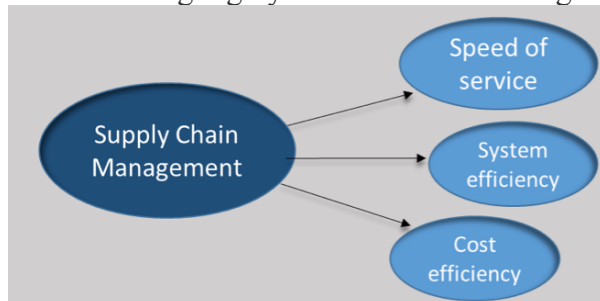 Supply Chain
Management
Speed of
service
System
efficiency
Cost
efficiency